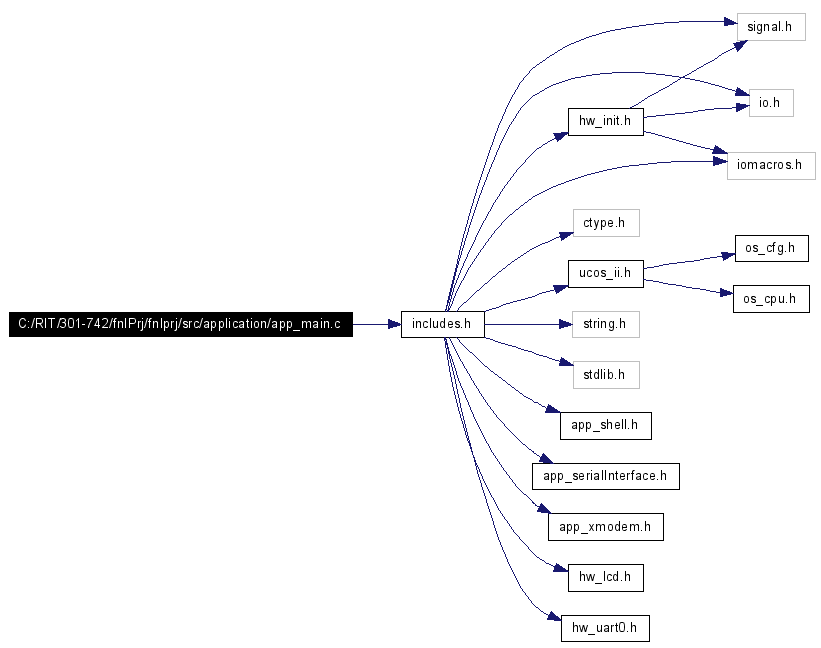 signal.h
io.h
hw_init.h
iomacros.h
ctype.h
os_cfg.h
ucos_ii.h
os_cpu.h
C:/RIT/301-742/fnlPrj/fnlprj/src/application/app_main.c
includes.h
string.h
stdlib.h
app_shell.h
app_serialInterface.h
app_xmodem.h
hw_lcd.h
hw_uart0.h